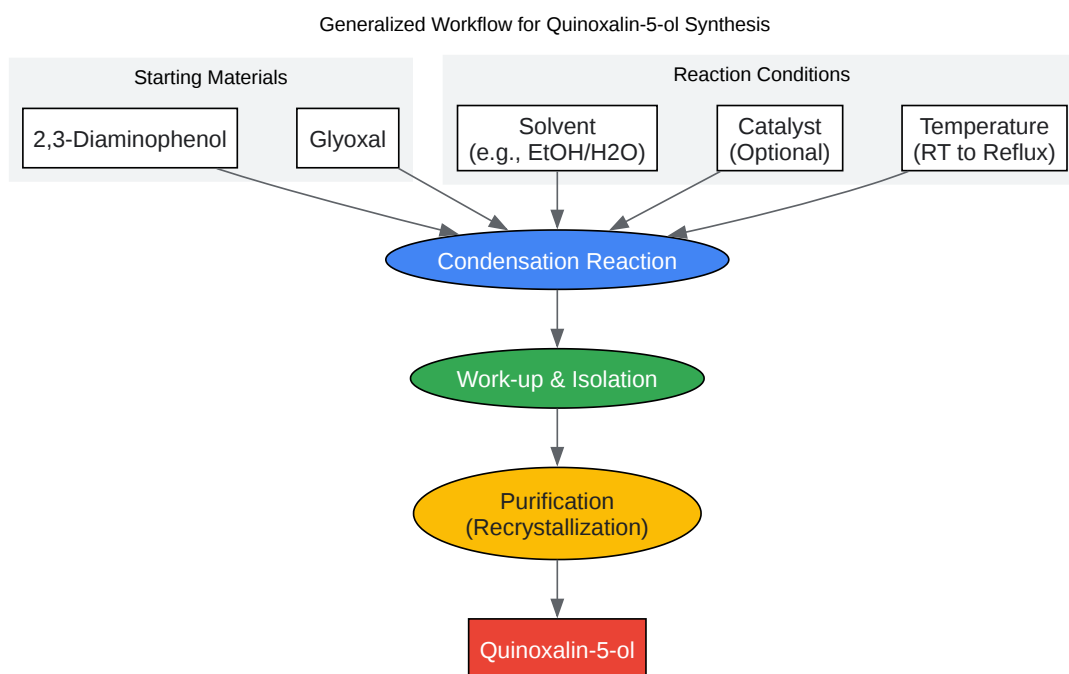 Generalized Workflow for Quinoxalin-5-ol Synthesis
Starting Materials
Reaction Conditions
2,3-Diaminophenol
Glyoxal
Solvent
(e.g., EtOH/H2O)
Catalyst
(Optional)
Temperature
(RT to Reflux)
Condensation Reaction
Work-up & Isolation
Purification
(Recrystallization)
Quinoxalin-5-ol